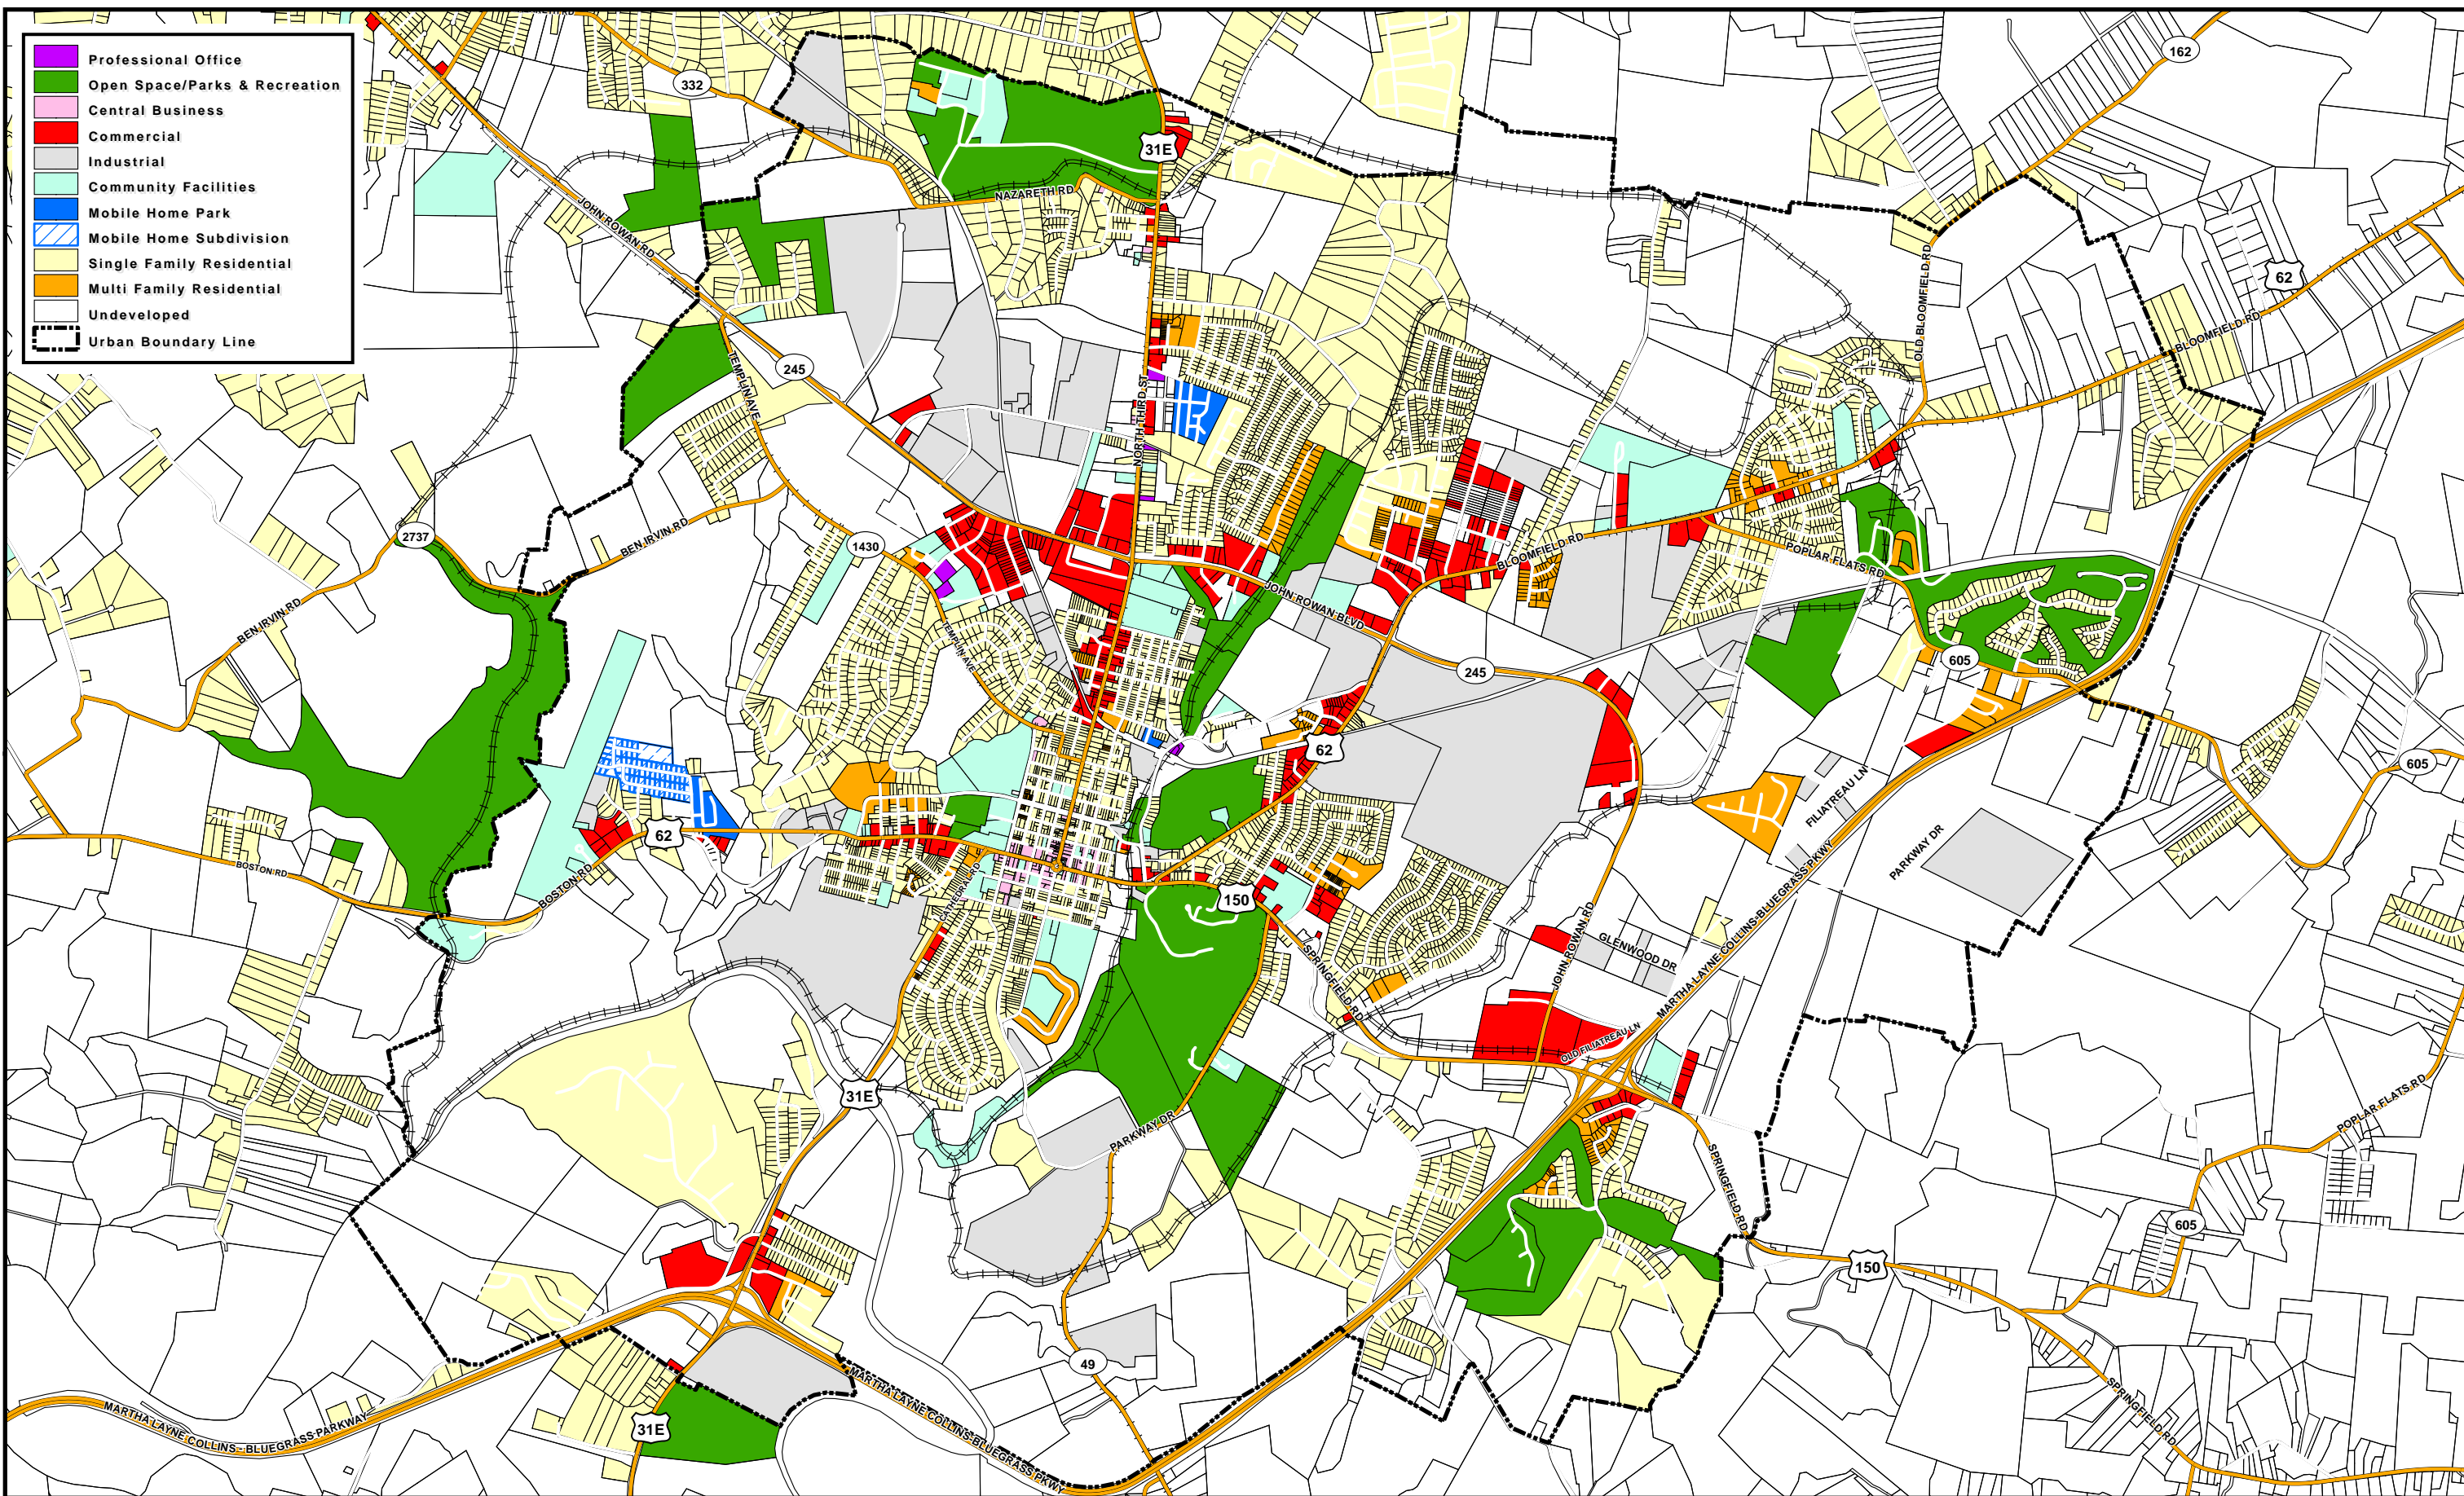 Professional Office
Open Space/Parks & Recreation
Central Business
Commercial
Industrial
Community Facilities
Mobile Home Park
Mobile Home Subdivision
Single Family Residential
Multi Family Residential
Undeveloped
Urban Boundary Line
332
162
31E
NAZARETH RD
JOHN ROWAN RD
62
OLD BLOOMFIELD RD
BLOOMFIELD RD
245
TEMPLIN AVE
NORTH THIRD ST
2737
1430
BEN IRVIN RD
BLOOMFIELD RD
POPLAR FLATS RD
JOHN ROWAN BLVD
BEN IRVIN RD
TEMPLIN AVE
245
605
62
605
FILIATREAU LN
62
PARKWAY DR
BOSTON RD
BOSTON RD
CATHEDRAL RD
150
MARTHA LAYNE COLLINS-BLUEGRASS PKWY
JOHN ROWAN RD
GLENWOOD DR
SPRINGFIELD RD
OLD FILIATREAU LN
31E
PARKWAY DR
POPLAR FLATS RD
SPRINGFIELD RD
605
150
49
MARTHA LAYNE COLLINS-BLUEGRASS PKWY
MARTHA LAYNE COLLINS - BLUEGRASS PARKWAY
31E
SPRINGFIELD RD